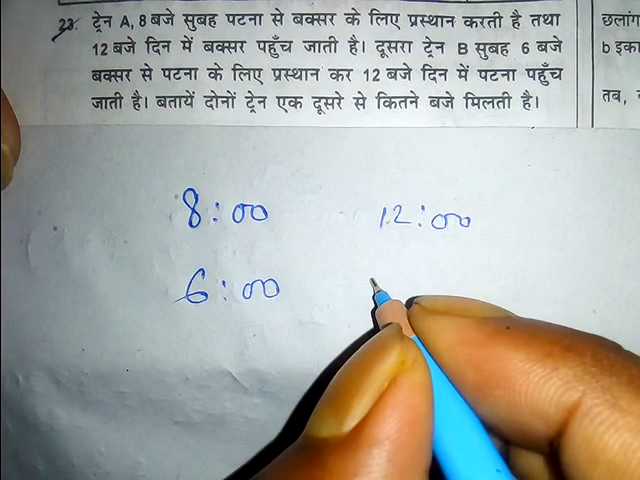 23. ट्रेन A, 8 बजे सुबह पटना से बक्सर के लिए प्रस्थान करती है तथा
12 बजे दिन में बक्सर पहुँच जाती है। दूसरा ट्रेन B सुबह 6 बजे
बक्सर से पटना के लिए प्रस्थान कर 12 बजे दिन में पटना पहुँच
जाती है। बतायें दोनों ट्रेन एक दूसरे से कितने बजे मिलती है।
छलांग
b इका
तब,
8:00 12:00
6:00